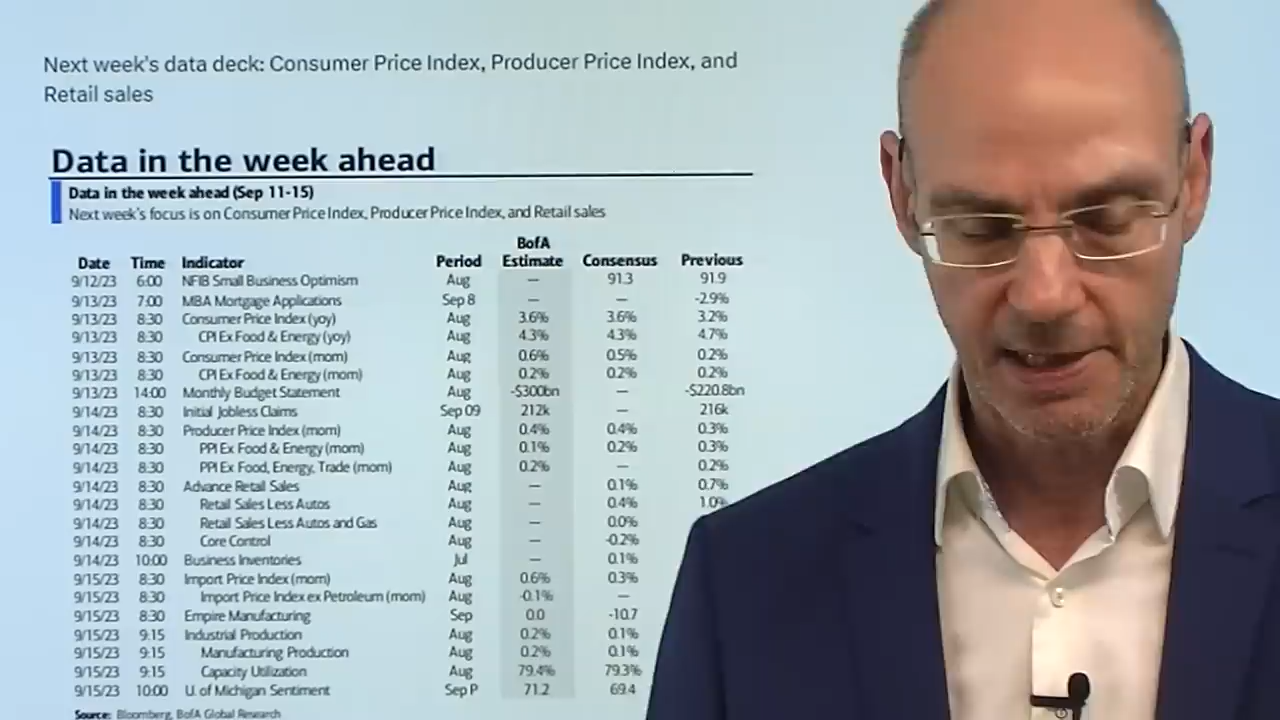 Next week's data deck: Consumer Price Index, Producer Price Index, and
Retail sales
Data in the week ahead
Data in the week ahead (Sep 11-15)
Next week's focus is on Consumer Price Index, Producer Price Index, and Retail sales
BofA
Date Time Indicator Period Estimate Consensus Previous
9/12/23 6:00 NFIB Small Business Optimism Aug — 91.3 91.9
9/13/23 7:00 MBA Mortgage Applications Sep 8 — — -2.9%
9/13/23 8:30 Consumer Price Index (yoy) Aug 3.6% 3.6% 3.2%
9/13/23 8:30 CPI Ex Food & Energy (yoy) Aug 4.3% 4.3% 4.7%
9/13/23 8:30 Consumer Price Index (mom) Aug 0.6% 0.5% 0.2%
9/13/23 8:30 CPI Ex Food & Energy (mom) Aug 0.2% 0.2% 0.2%
9/13/23 14:00 Monthly Budget Statement Aug -$300bn — -$220.8bn
9/14/23 8:30 Initial Jobless Claims Sep 09 212k — 216k
9/14/23 8:30 Producer Price Index (mom) Aug 0.4% 0.4% 0.3%
9/14/23 8:30 PPI Ex Food & Energy (mom) Aug 0.1% 0.2% 0.3%
9/14/23 8:30 PPI Ex Food, Energy, Trade (mom) Aug 0.2% — 0.2%
9/14/23 8:30 Advance Retail Sales Aug — 0.1% 0.7%
9/14/23 8:30 Retail Sales Less Autos Aug — 0.4% 1.0%
9/14/23 8:30 Retail Sales Less Autos and Gas Aug — 0.0%
9/14/23 8:30 Core Control Aug — -0.2%
9/14/23 10:00 Business Inventories Jul — 0.1%
9/15/23 8:30 Import Price Index (mom) Aug 0.6% 0.3%
9/15/23 8:30 Import Price Index ex Petroleum (mom) Aug -0.1% —
9/15/23 8:30 Empire Manufacturing Sep 0.0 -10.7
9/15/23 9:15 Industrial Production Aug 0.2% 0.1%
9/15/23 9:15 Manufacturing Production Aug 0.2% 0.1%
9/15/23 9:15 Capacity Utilization Aug 79.4% 79.3%
9/15/23 10:00 U. of Michigan Sentiment Sep P 71.2 69.4
Source: Bloomberg, BofA Global Research